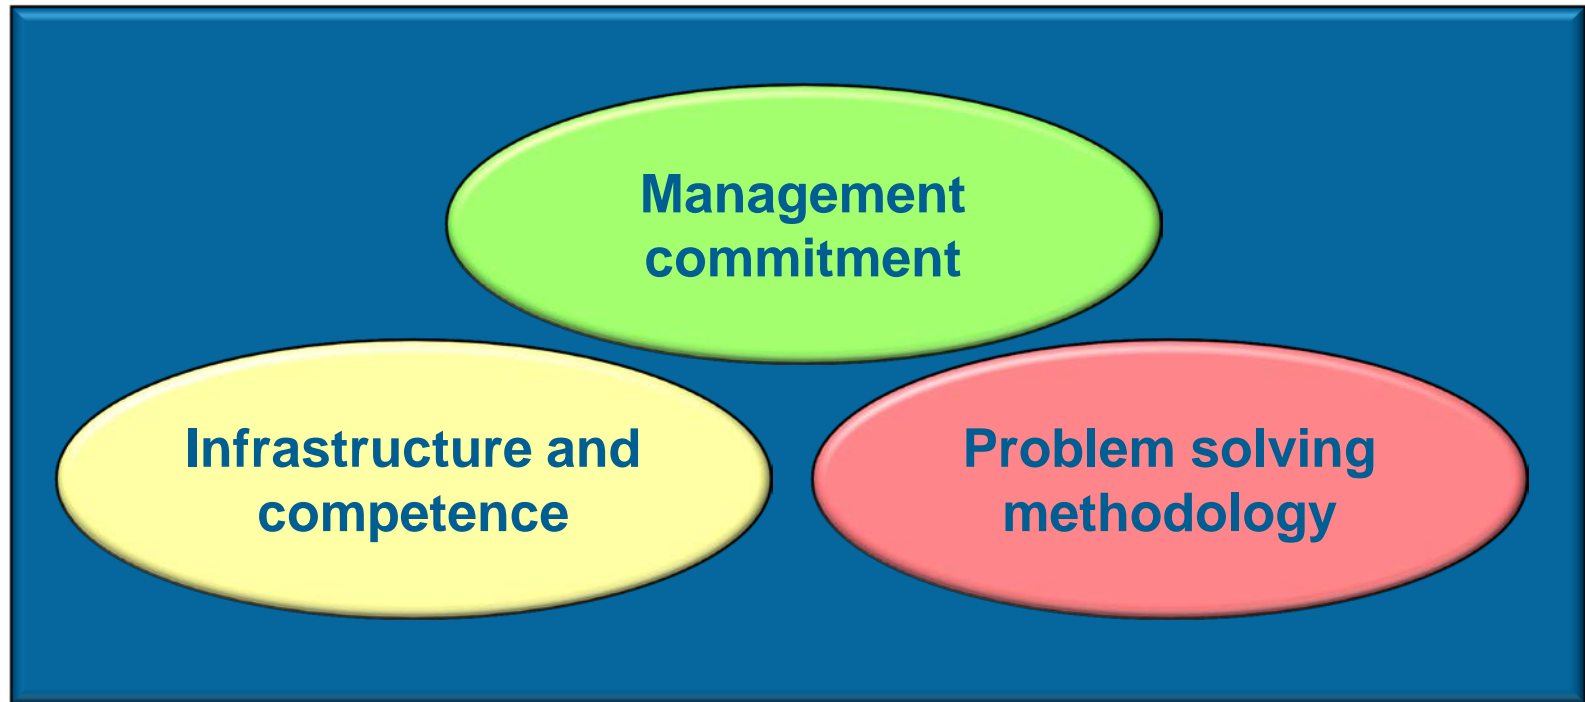 Management
commitment
Infrastructure and
competence
Problem solving
methodology